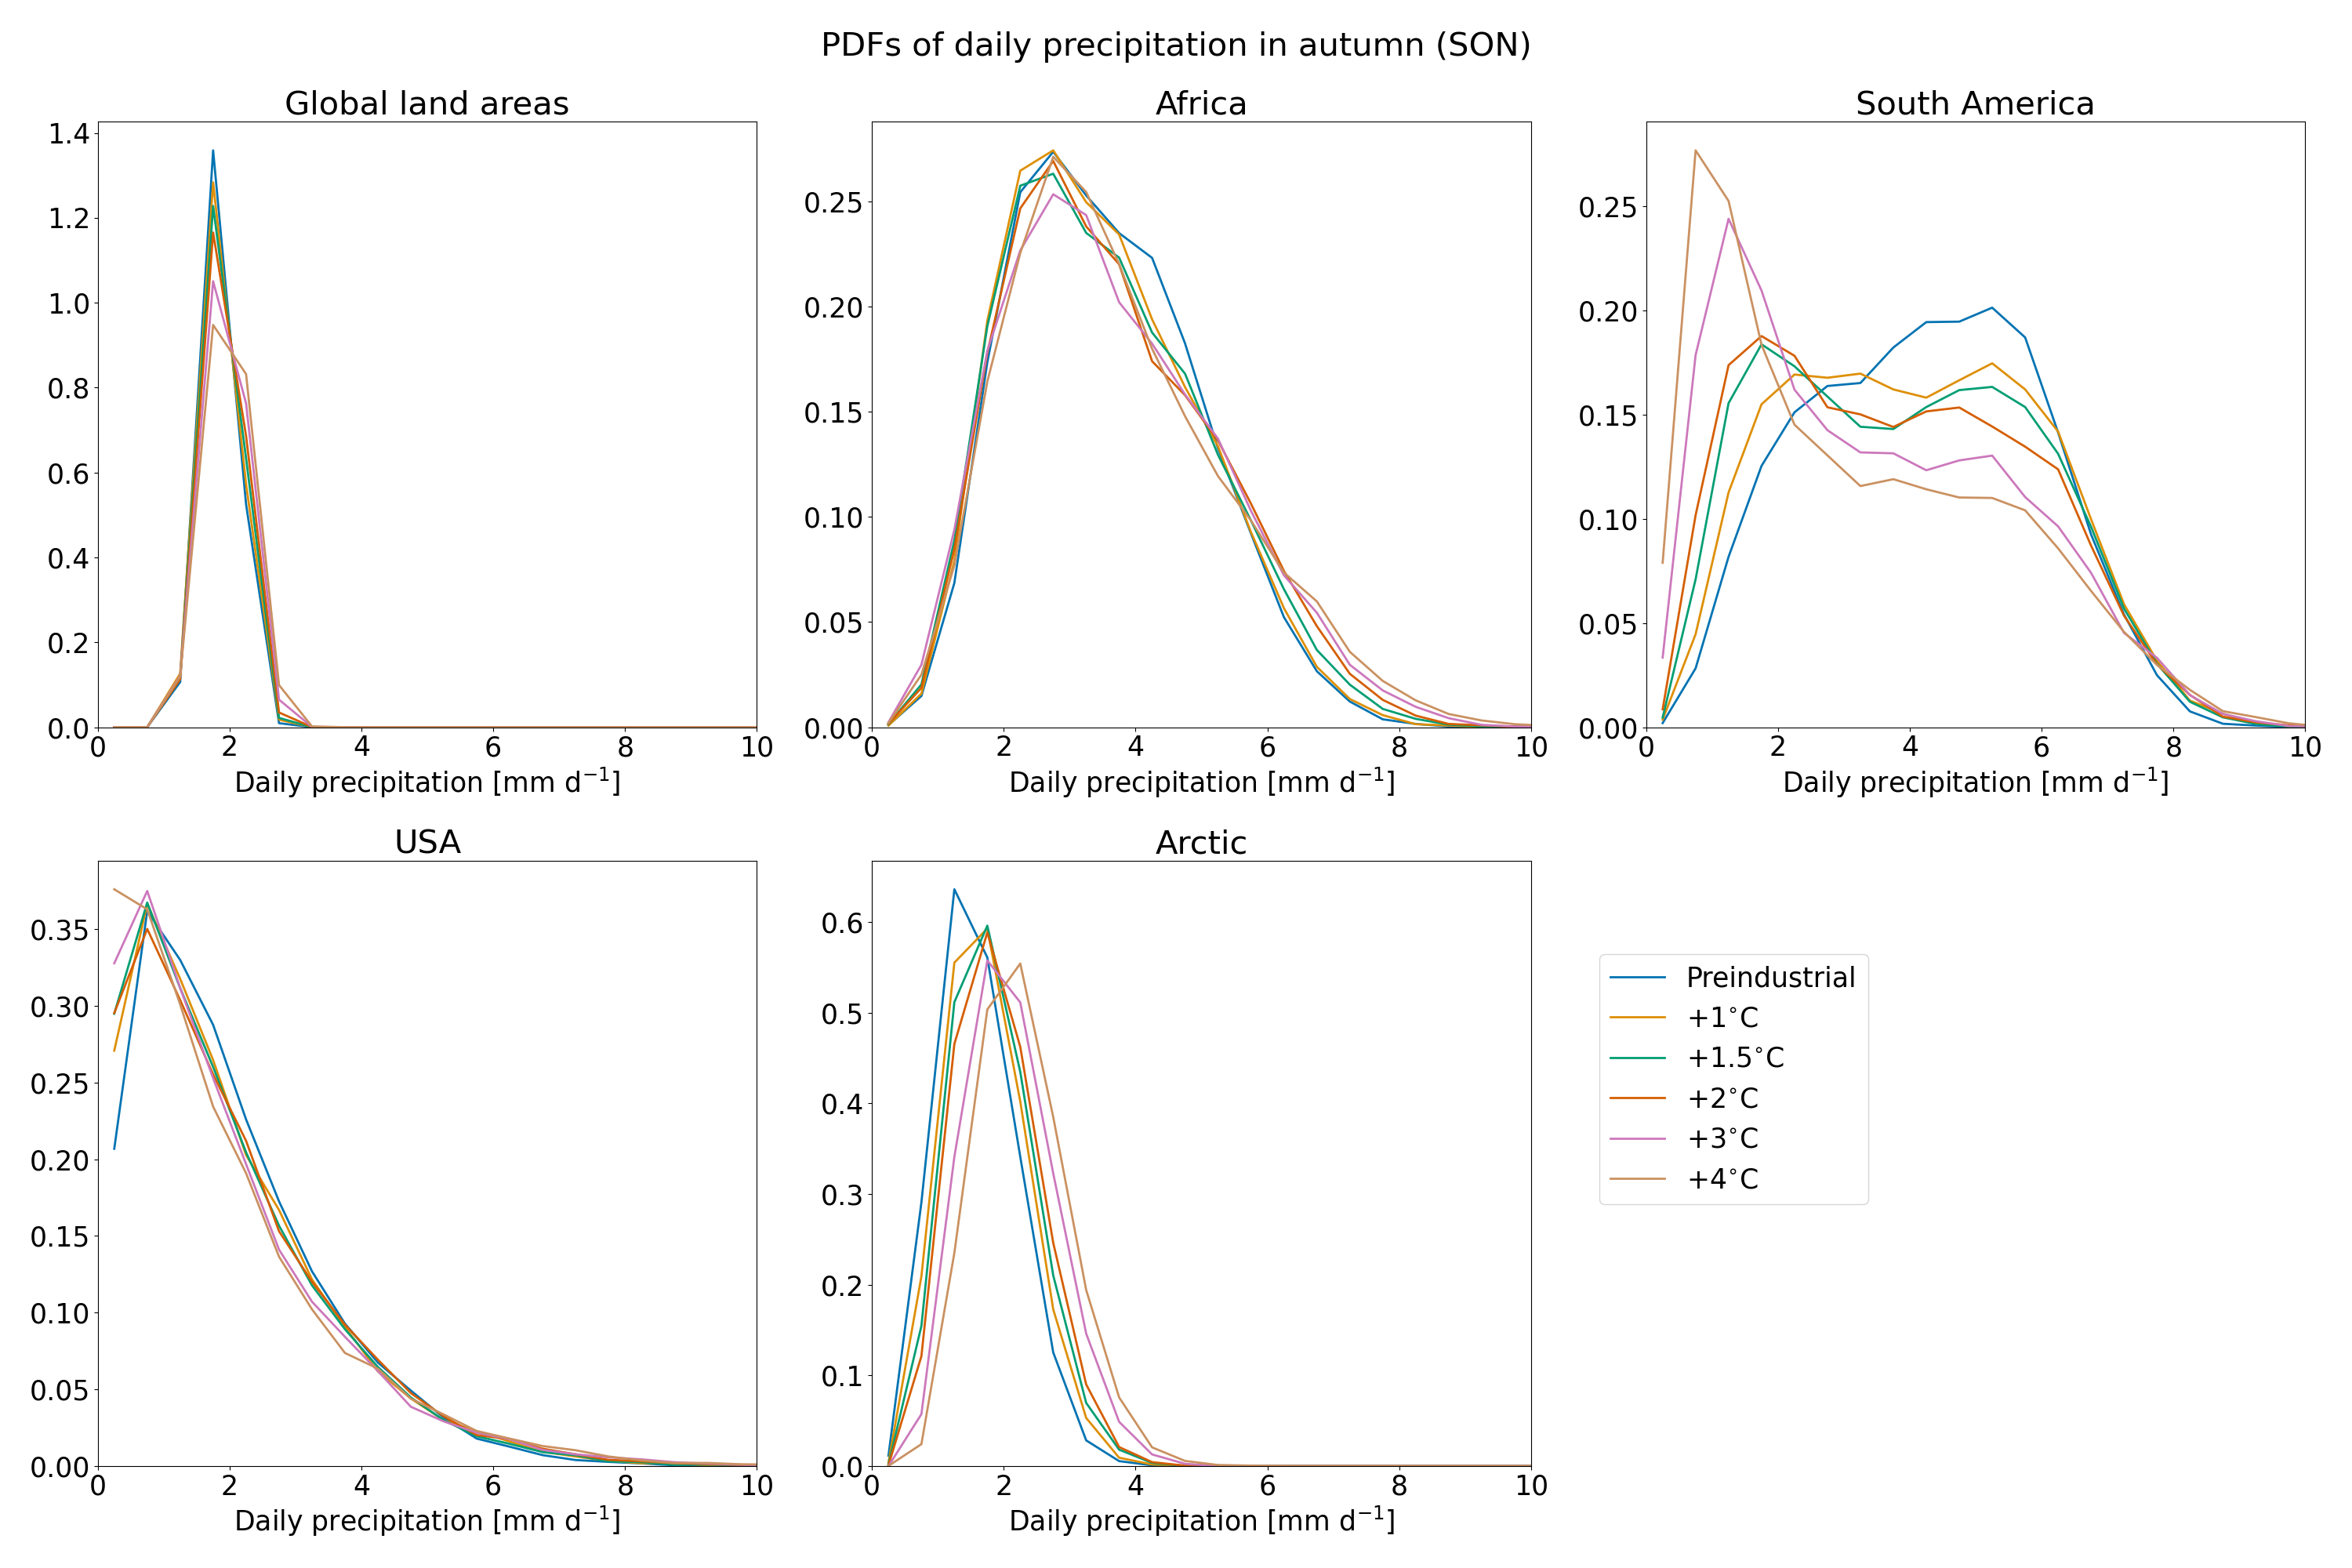 PDFs of daily precipitation in autumn (SON)
Global land areas
1.4
1.2
1.0
0.8
0.6
0.4
0.2
0.0
0 2 4 6 8 10
Daily precipitation [mm d⁻¹]
Africa
0.25
0.20
0.15
0.10
0.05
0.00
0 2 4 6 8 10
Daily precipitation [mm d⁻¹]
South America
0.25
0.20
0.15
0.10
0.05
0.00
0 2 4 6 8 10
Daily precipitation [mm d⁻¹]
USA
0.35
0.30
0.25
0.20
0.15
0.10
0.05
0.00
0 2 4 6 8 10
Daily precipitation [mm d⁻¹]
Arctic
0.6
0.5
0.4
0.3
0.2
0.1
0.0
0 2 4 6 8 10
Daily precipitation [mm d⁻¹]
Preindustrial
+1°C
+1.5°C
+2°C
+3°C
+4°C